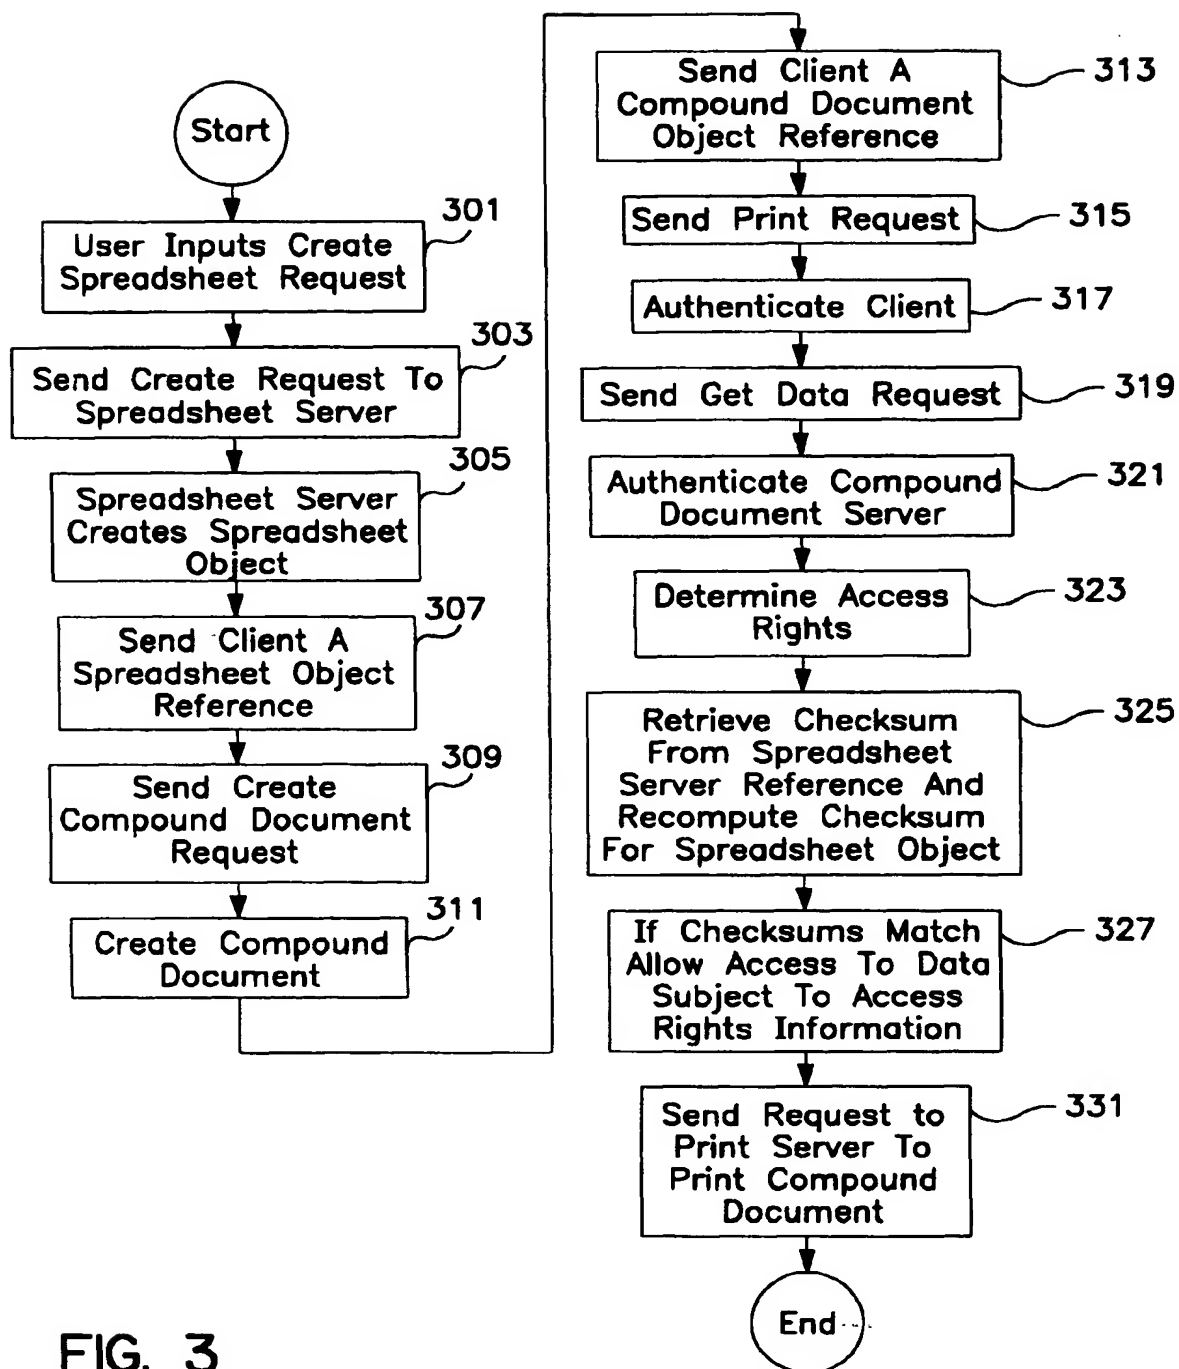 Start
301
User Inputs Create
Spreadsheet Request
303
Send Create Request To
Spreadsheet Server
305
Spreadsheet Server
Creates Spreadsheet
Object
307
Send Client A
Spreadsheet Object
Reference
309
Send Create
Compound Document
Request
311
Create Compound
Document
Send Client A
Compound Document
Object Reference
313
Send Print Request
315
Authenticate Client
317
Send Get Data Request
319
Authenticate Compound
Document Server
321
Determine Access
Rights
323
Retrieve Checksum
From Spreadsheet
Server Reference And
Recompute Checksum
For Spreadsheet Object
325
If Checksums Match
Allow Access To Data
Subject To Access
Rights Information
327
Send Request to
Print Server To
Print Compound
Document
331
End
FIG. 3